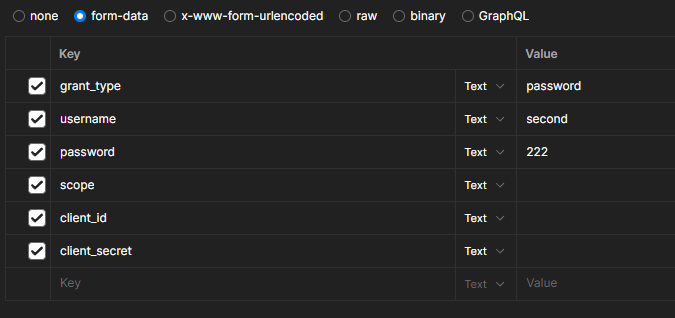 none form-data x-www-form-urlencoded raw binary GraphQL
Key Value
grant_type Text password
username Text second
password Text 222
scope Text
client_id Text
client_secret Text
Key Text Value